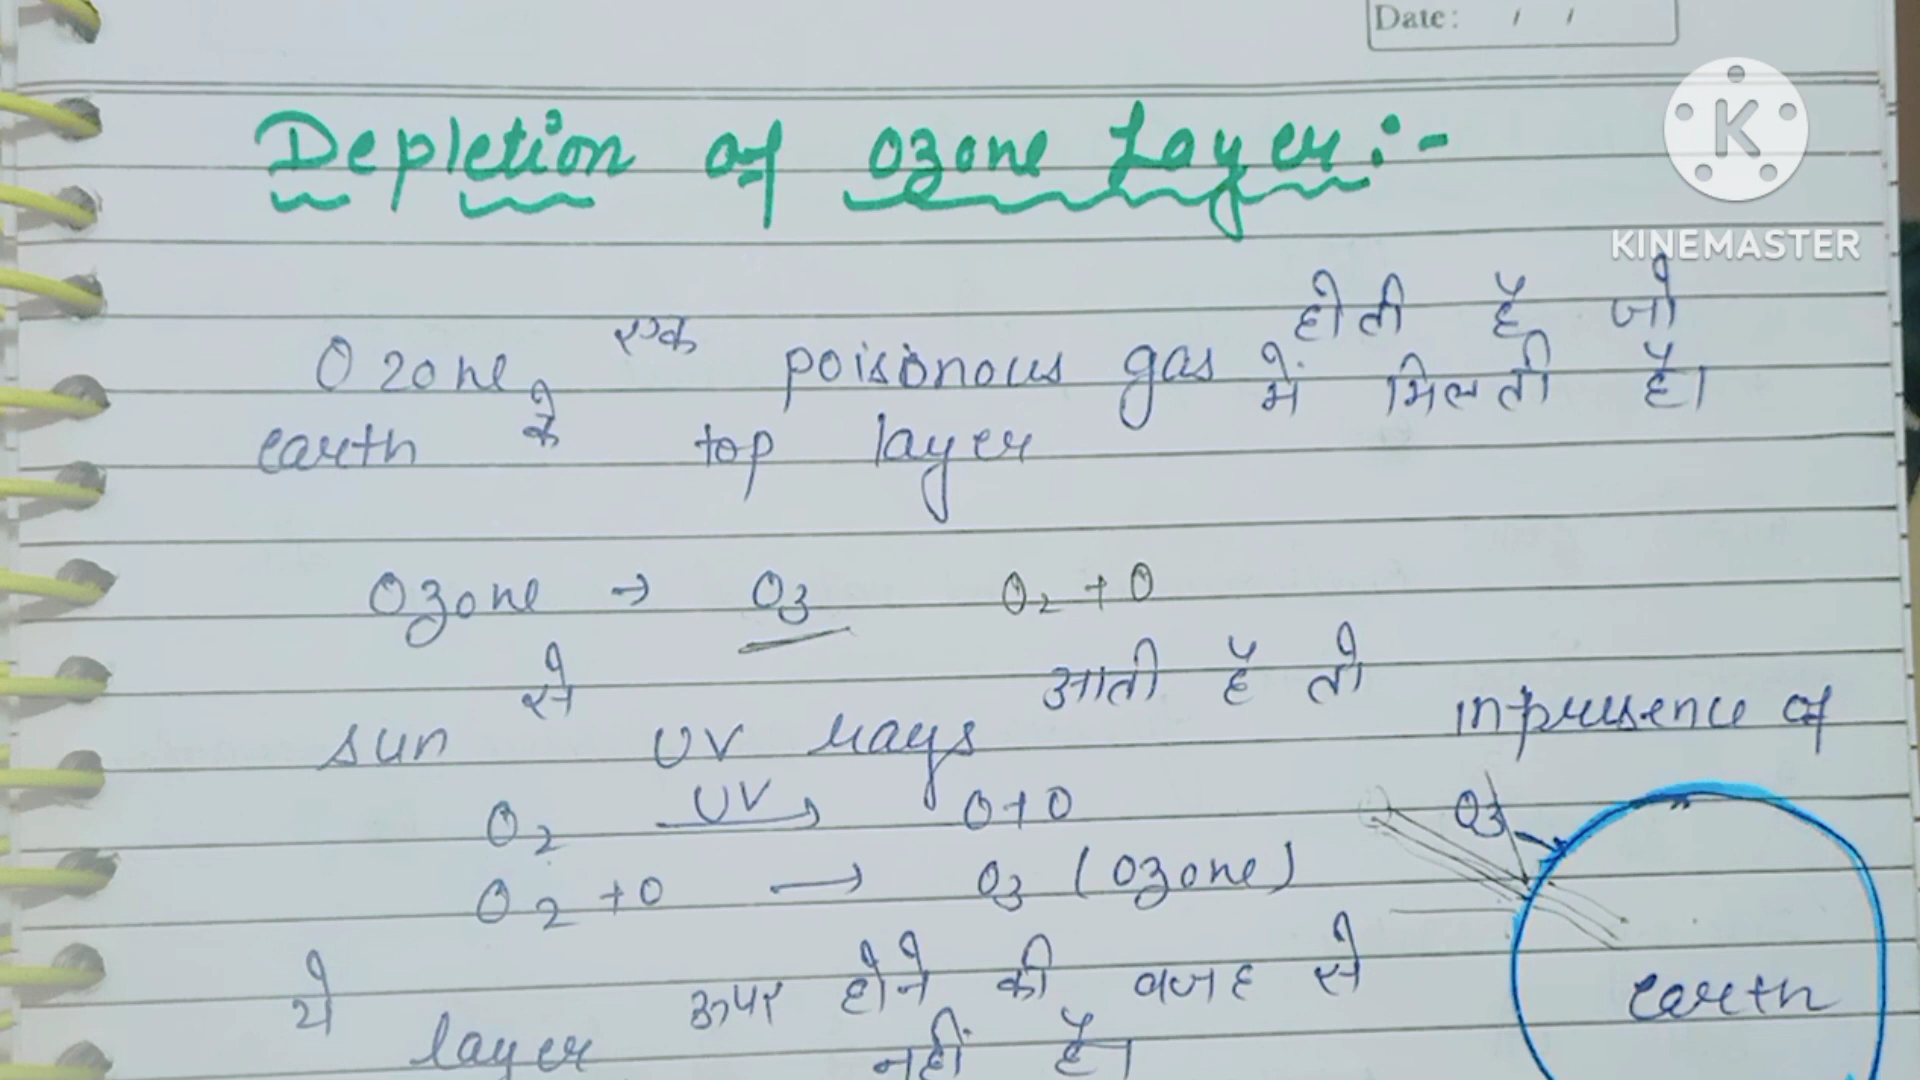 Date: / /
KINEMASTER
Depletion of Ozone Layer :-
Ozone एक poisonous gas होती है जो
earth के top layer में मिलती है।
Ozone → O3 O2 + O
sun से UV rays आती है तो
in presence of
O2 UV→ O+O
O3
O2+O → O3 (Ozone)
earth
ये layer ऊपर होने की वजह से
नहीं है।